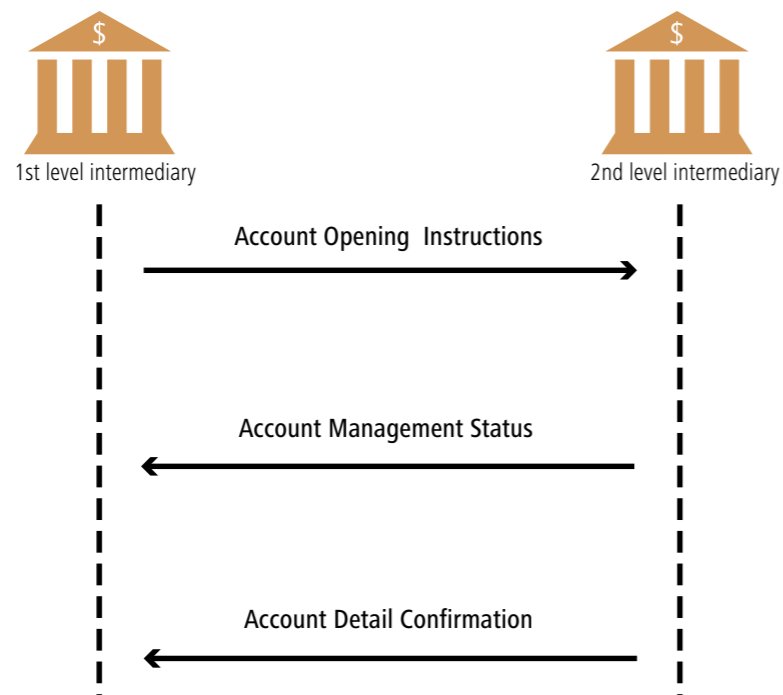 $
$
1st level intermediary
2nd level intermediary
Account Opening Instructions
Account Management Status
Account Detail Confirmation